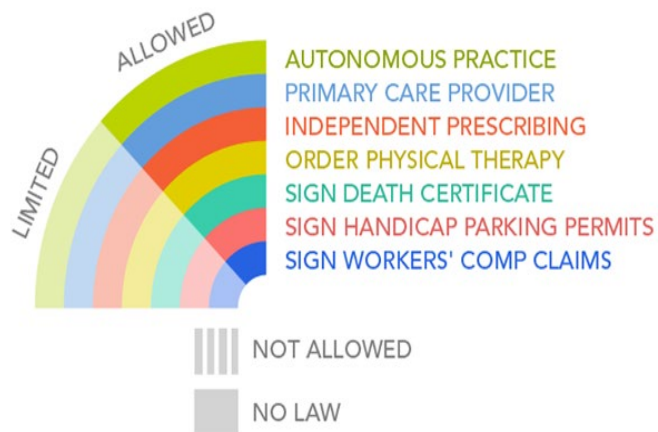 ALLOWED
LIMITED
AUTONOMOUS PRACTICE
PRIMARY CARE PROVIDER
INDEPENDENT PRESCRIBING
ORDER PHYSICAL THERAPY
SIGN DEATH CERTIFICATE
SIGN HANDICAP PARKING PERMITS
SIGN WORKERS' COMP CLAIMS
NOT ALLOWED
NO LAW